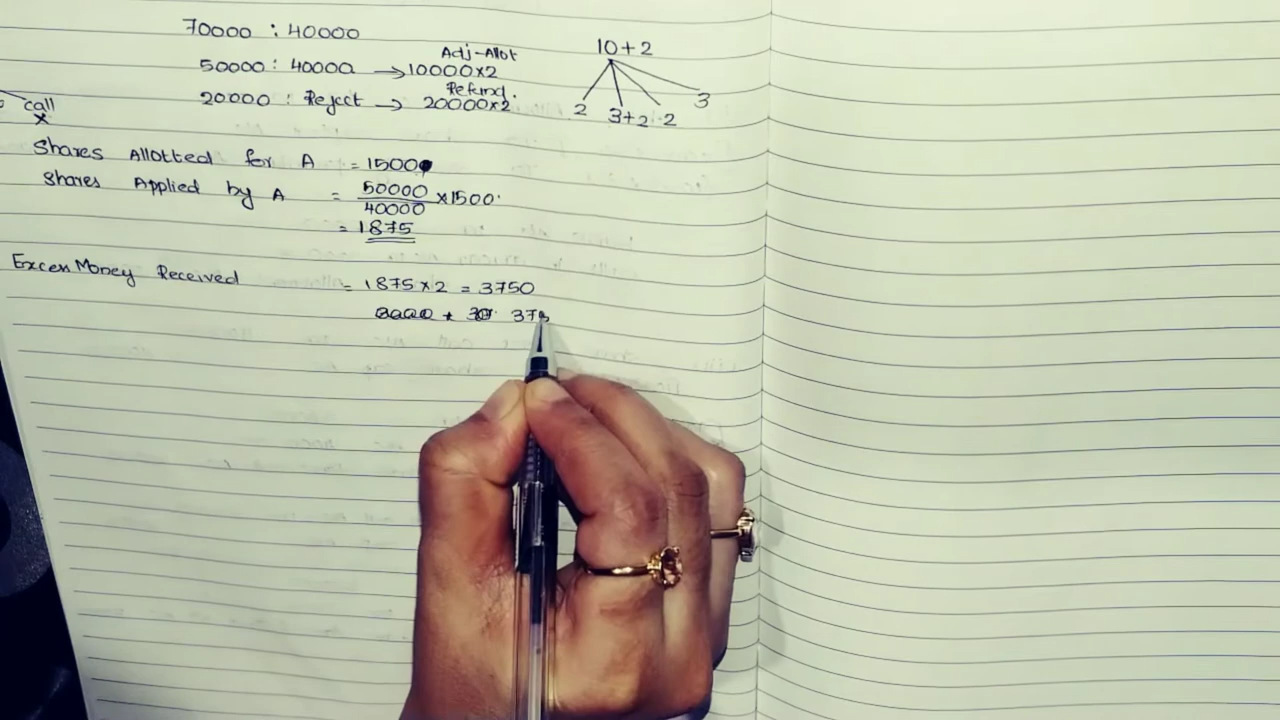 70000 : 40000
Adj-Allot
50000 : 40000 → 10000×2
Refund.
20000 : Reject → 20000×2
10+2
2 3+2 2 3
call
x
Shares Allotted for A = 1500
Shares Applied by A = 50000/40000 ×1500
= 1875
Excess Money Received = 1875×2 = 3750